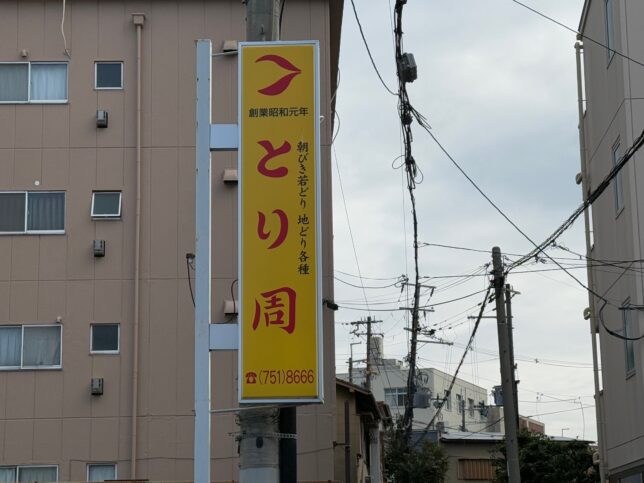 創業昭和元年
とり周
朝びき若どり 地どり各種
☎(751)8666